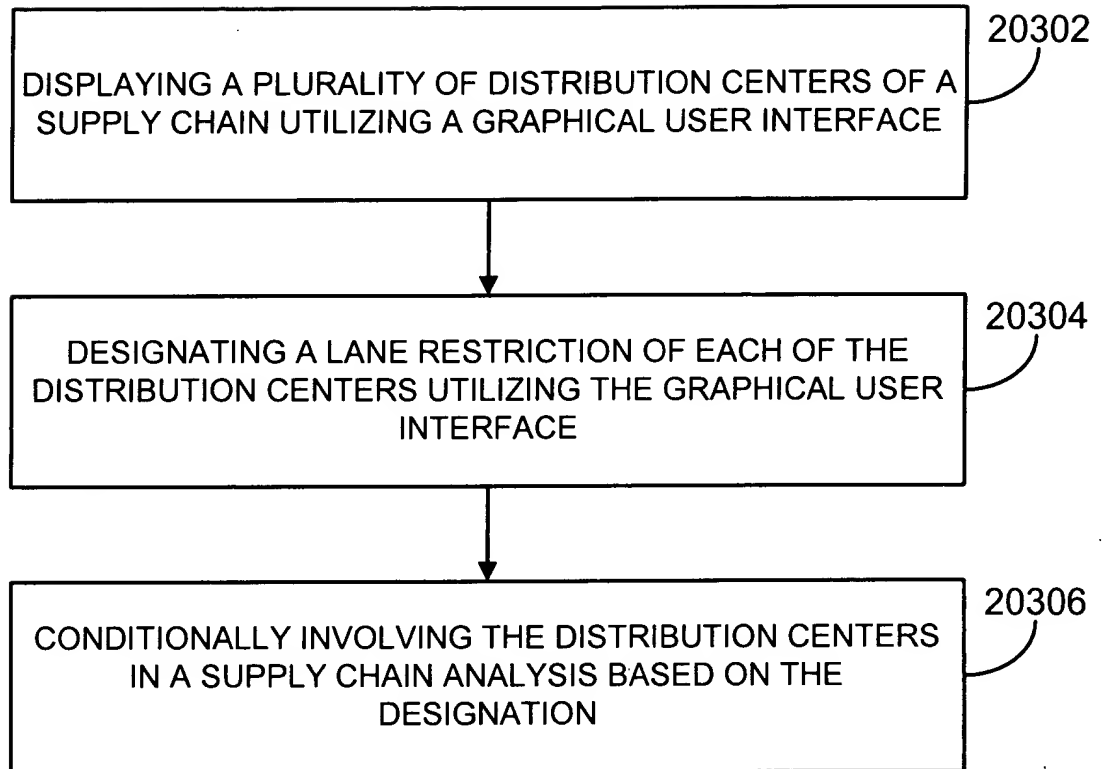 20302
DISPLAYING A PLURALITY OF DISTRIBUTION CENTERS OF A
SUPPLY CHAIN UTILIZING A GRAPHICAL USER INTERFACE
20304
DESIGNATING A LANE RESTRICTION OF EACH OF THE
DISTRIBUTION CENTERS UTILIZING THE GRAPHICAL USER
INTERFACE
20306
CONDITIONALLY INVOLVING THE DISTRIBUTION CENTERS
IN A SUPPLY CHAIN ANALYSIS BASED ON THE
DESIGNATION